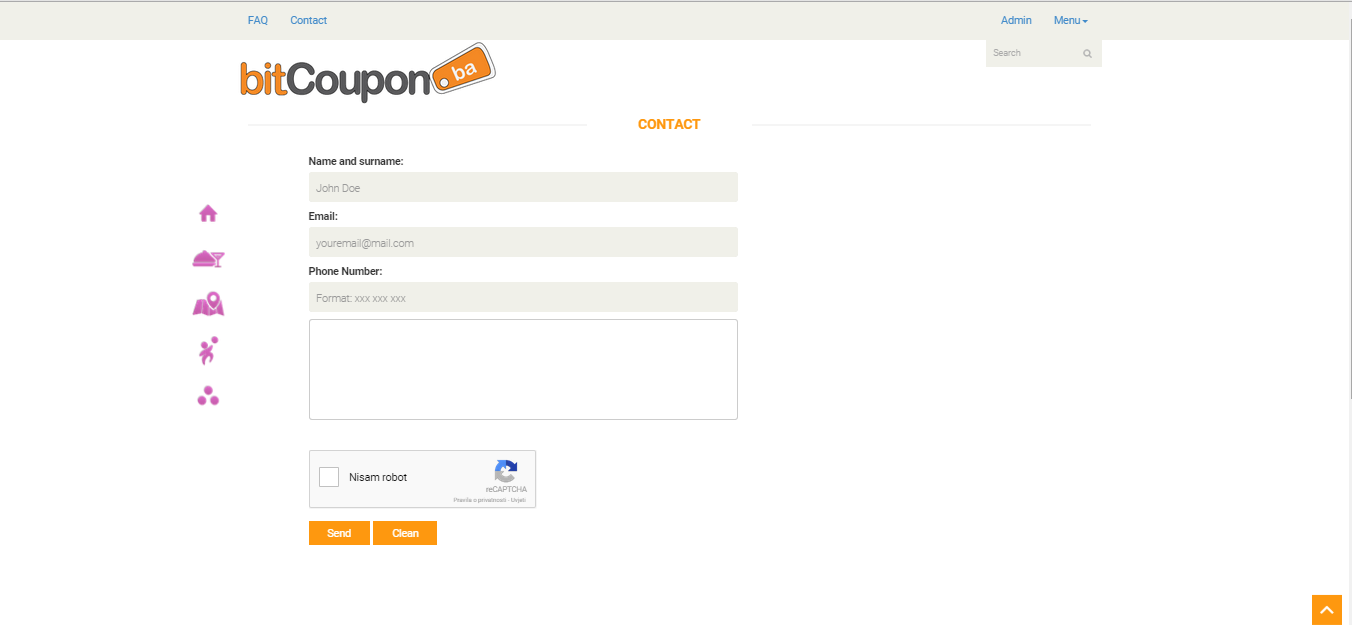 FAQ Contact Admin Menu
Search
bitCoupon ba
CONTACT
Name and surname:
John Doe
Email:
youremail@mail.com
Phone Number:
Format: xxx xxx xxx
Nisam robot
reCAPTCHA
Pravila o privatnosti - Uvjeti
Send Clean